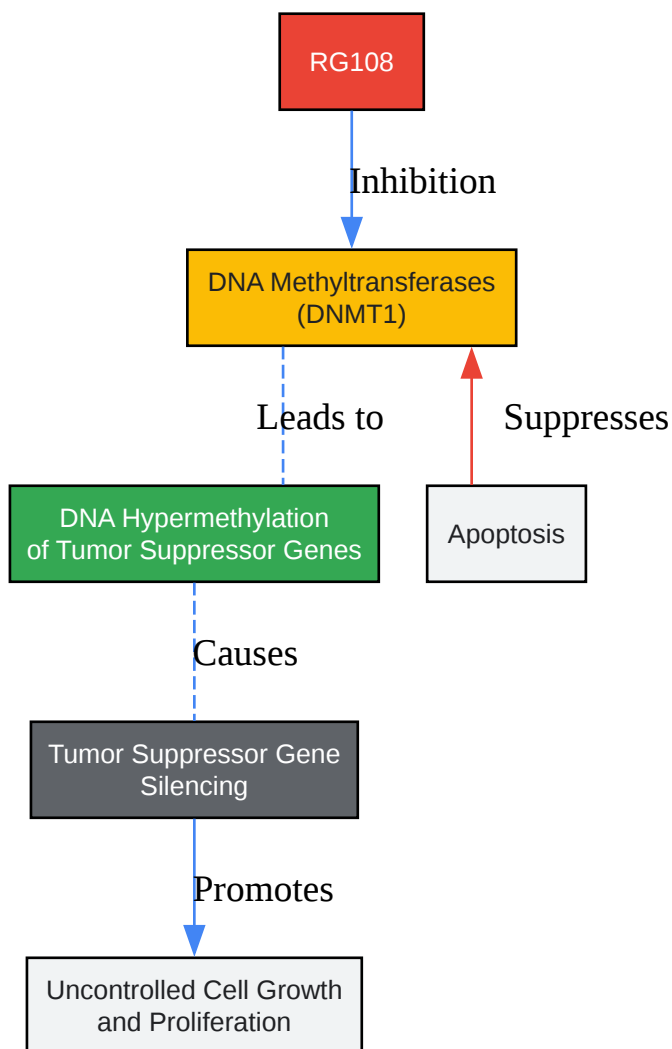 RG108
Inhibition
DNA Methyltransferases
(DNMT1)
Leads to
Suppresses
DNA Hypermethylation
of Tumor Suppressor Genes
Apoptosis
Causes
Tumor Suppressor Gene
Silencing
Promotes
Uncontrolled Cell Growth
and Proliferation